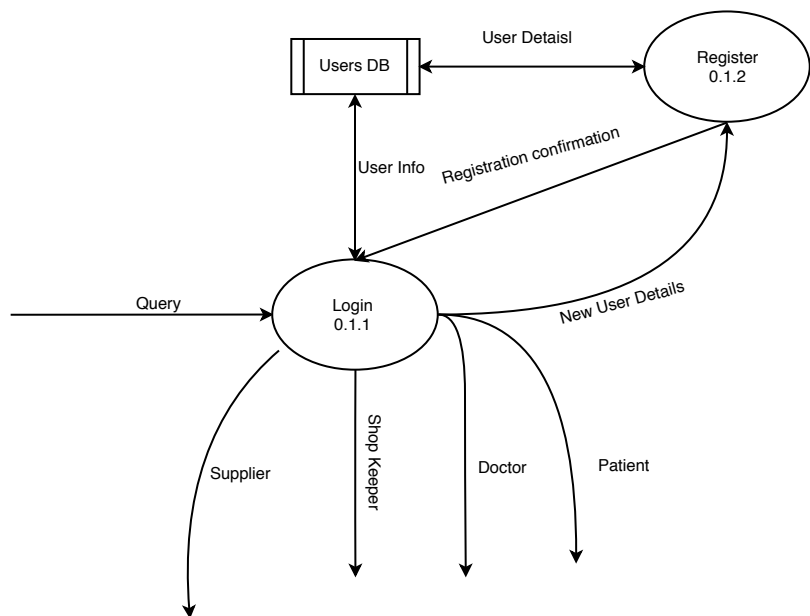 User Detaisl
Users DB
Register
0.1.2
Registration confirmation
User Info
New User Details
Query
Login
0.1.1
Shop Keeper
Supplier
Doctor
Patient